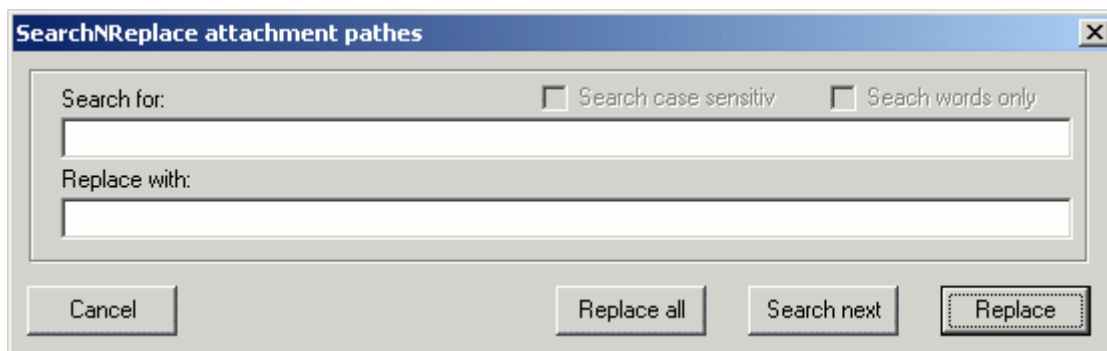 SearchNReplace attachment pathes
Search for: Search case sensitiv Seach words only
Replace with:
Cancel Replace all Search next Replace